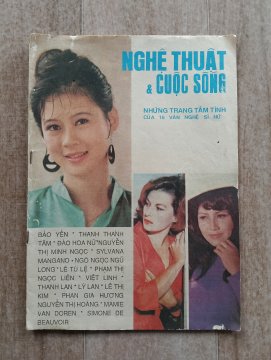 NGHỆ THUẬT
& CUỘC SỐNG
NHỮNG TRANG TÂM TÌNH
CỦA 16 VĂN NGHỆ SĨ NỮ
BẢO YẾN * THANH THANH
TÂM * ĐÀO HOA NỮ * NGUYỄN
THỊ MINH NGỌC * SYLVANA
MANGANO * NGÔ NGỌC NGŨ
LONG * LÊ TÚ LỆ * PHẠM THỊ
NGỌC LIÊN * VIỆT LINH *
THANH LAN * LÝ LAN * LÊ THỊ
KIM * PHAN GIA HƯƠNG
NGUYỄN THỊ HOÀNG * MAMIE
VAN DOREN * SIMONE DE
BEAUVOIR